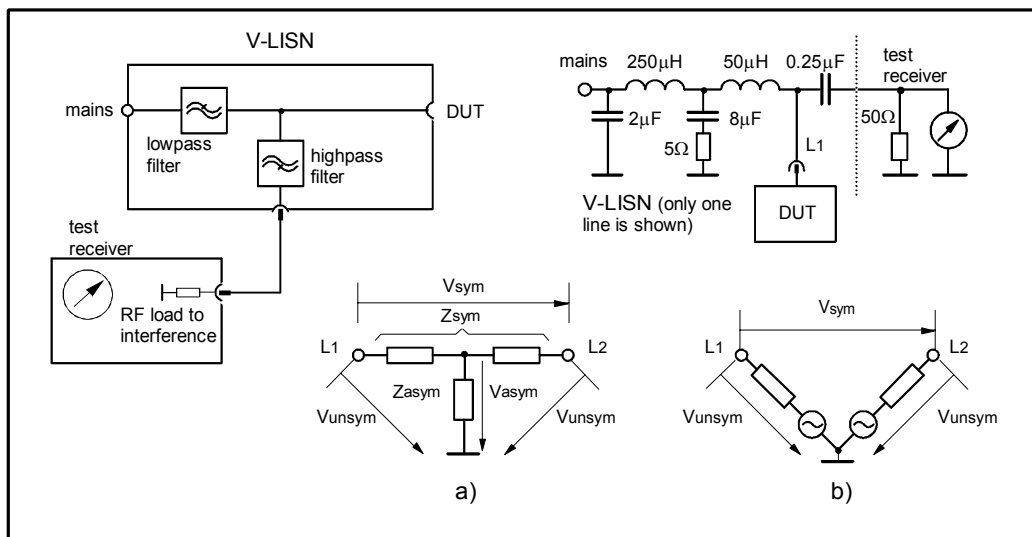 V-LISN
mains
DUT
lowpass
filter
highpass
filter
test
receiver
RF load to
interference
250µH
50µH
0.25µF
mains
test
receiver
2µF
8µF
5Ω
50Ω
L1
V-LISN (only one
line is shown)
DUT
Vsym
Zsym
L1
L2
Zasym
Vasym
Vunsym
Vunsym
a)
Vsym
L1
L2
Vunsym
Vunsym
b)